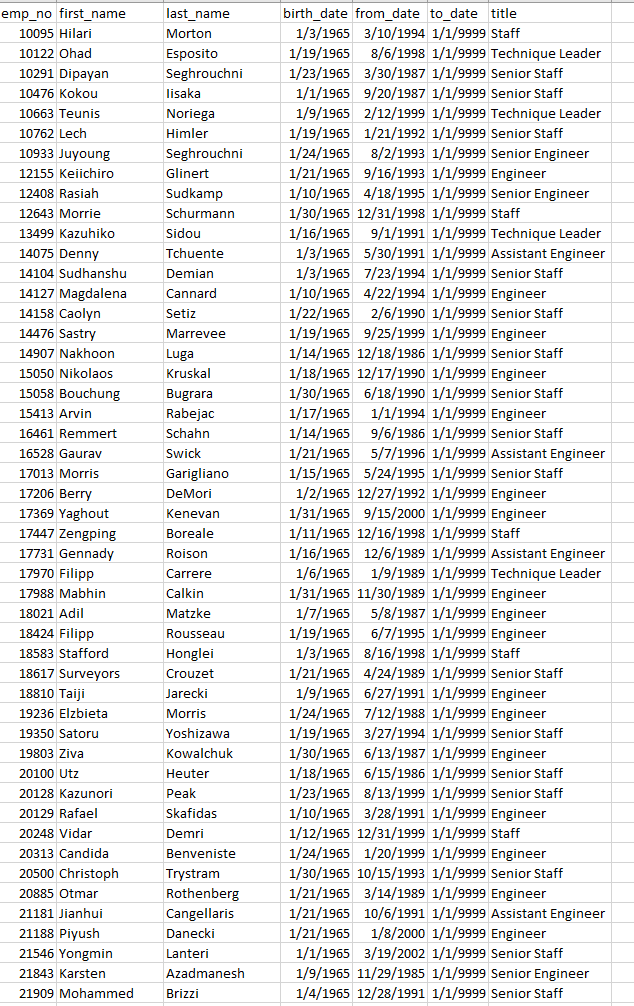 emp_no first_name last_name birth_date from_date to_date title
10095 Hilari Morton 1/3/1965 3/10/1994 1/1/9999 Staff
10122 Ohad Esposito 1/19/1965 8/6/1998 1/1/9999 Technique Leader
10291 Dipayan Seghrouchni 1/23/1965 3/30/1987 1/1/9999 Senior Staff
10476 Kokou Iisaka 1/1/1965 9/20/1987 1/1/9999 Senior Staff
10663 Teunis Noriega 1/9/1965 2/12/1999 1/1/9999 Technique Leader
10762 Lech Himler 1/19/1965 1/21/1992 1/1/9999 Senior Staff
10933 Juyoung Seghrouchni 1/24/1965 8/2/1993 1/1/9999 Senior Engineer
12155 Keiichiro Glinert 1/21/1965 9/16/1993 1/1/9999 Engineer
12408 Rasiah Sudkamp 1/10/1965 4/18/1995 1/1/9999 Senior Engineer
12643 Morrie Schurmann 1/30/1965 12/31/1998 1/1/9999 Staff
13499 Kazuhiko Sidou 1/16/1965 9/1/1991 1/1/9999 Technique Leader
14075 Denny Tchuente 1/3/1965 5/30/1991 1/1/9999 Assistant Engineer
14104 Sudhanshu Demian 1/3/1965 7/23/1994 1/1/9999 Senior Staff
14127 Magdalena Cannard 1/10/1965 4/22/1994 1/1/9999 Engineer
14158 Caolyn Setiz 1/22/1965 2/6/1990 1/1/9999 Senior Staff
14476 Sastry Marrevee 1/19/1965 9/25/1999 1/1/9999 Engineer
14907 Nakhoon Luga 1/14/1965 12/18/1986 1/1/9999 Senior Staff
15050 Nikolaos Kruskal 1/18/1965 12/17/1990 1/1/9999 Engineer
15058 Bouchung Bugrara 1/30/1965 6/18/1990 1/1/9999 Senior Staff
15413 Arvin Rabejac 1/17/1965 1/1/1994 1/1/9999 Engineer
16461 Remmert Schahn 1/14/1965 9/6/1986 1/1/9999 Senior Staff
16528 Gaurav Swick 1/21/1965 5/7/1996 1/1/9999 Assistant Engineer
17013 Morris Garigliano 1/15/1965 5/24/1995 1/1/9999 Senior Staff
17206 Berry DeMori 1/2/1965 12/27/1992 1/1/9999 Engineer
17369 Yaghout Kenevan 1/31/1965 9/15/2000 1/1/9999 Engineer
17447 Zengping Boreale 1/11/1965 12/16/1998 1/1/9999 Staff
17731 Gennady Roison 1/16/1965 12/6/1989 1/1/9999 Assistant Engineer
17970 Filipp Carrere 1/6/1965 1/9/1989 1/1/9999 Technique Leader
17988 Mabhin Calkin 1/31/1965 11/30/1989 1/1/9999 Engineer
18021 Adil Matzke 1/7/1965 5/8/1987 1/1/9999 Engineer
18424 Filipp Rousseau 1/19/1965 6/7/1995 1/1/9999 Engineer
18583 Stafford Honglei 1/3/1965 8/16/1998 1/1/9999 Staff
18617 Surveyors Crouzet 1/21/1965 4/24/1989 1/1/9999 Senior Staff
18810 Taiji Jarecki 1/9/1965 6/27/1991 1/1/9999 Engineer
19236 Elzbieta Morris 1/24/1965 7/12/1988 1/1/9999 Engineer
19350 Satoru Yoshizawa 1/19/1965 3/27/1994 1/1/9999 Senior Staff
19803 Ziva Kowalchuk 1/30/1965 6/13/1987 1/1/9999 Engineer
20100 Utz Heuter 1/18/1965 6/15/1986 1/1/9999 Senior Staff
20128 Kazunori Peak 1/23/1965 8/13/1999 1/1/9999 Senior Staff
20129 Rafael Skafidas 1/10/1965 3/28/1991 1/1/9999 Engineer
20248 Vidar Demri 1/12/1965 12/31/1999 1/1/9999 Staff
20313 Candida Benveniste 1/24/1965 1/20/1999 1/1/9999 Engineer
20500 Christoph Trystram 1/30/1965 10/15/1993 1/1/9999 Senior Staff
20885 Otmar Rothenberg 1/21/1965 3/14/1989 1/1/9999 Engineer
21181 Jianhui Cangellaris 1/21/1965 10/6/1991 1/1/9999 Assistant Engineer
21188 Piyush Danecki 1/21/1965 1/8/2000 1/1/9999 Engineer
21546 Yongmin Lanteri 1/1/1965 3/19/2002 1/1/9999 Senior Staff
21843 Karsten Azadmanesh 1/9/1965 11/29/1985 1/1/9999 Senior Engineer
21909 Mohammed Brizzi 1/4/1965 12/28/1991 1/1/9999 Senior Staff